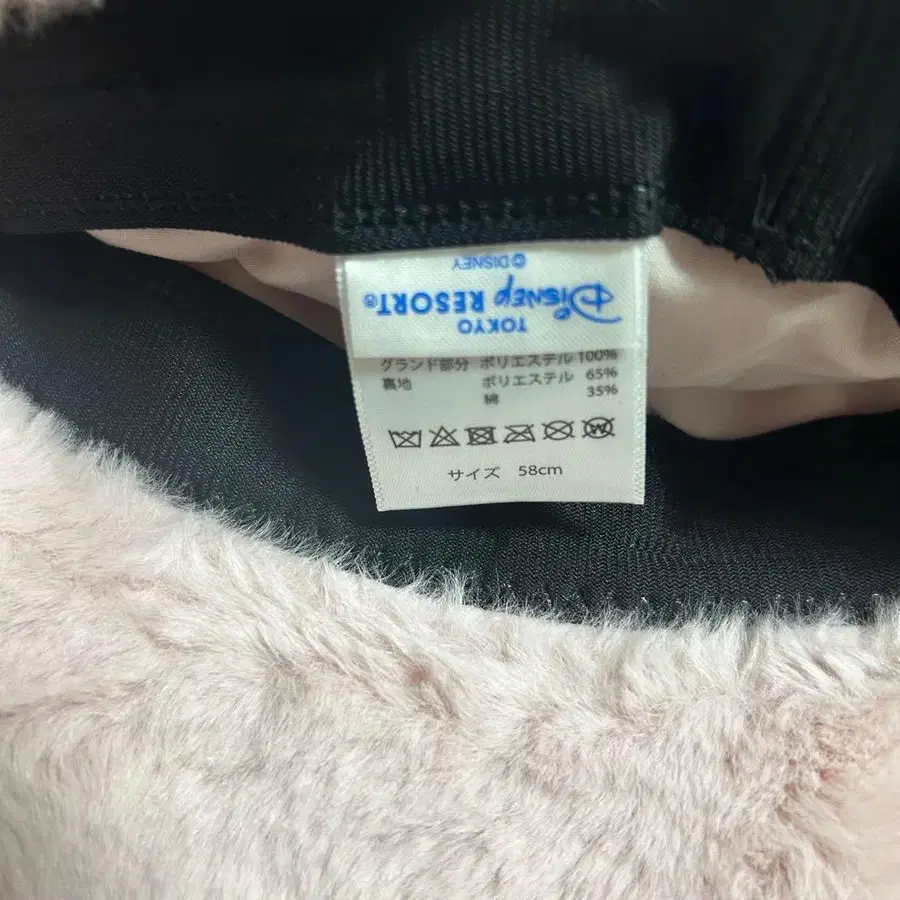 TOKYO
Disney RESORT®
© DISNEY
グランド部分 ポリエステル 100%
裏地 ポリエステル 65%
綿 35%
サイズ 58cm